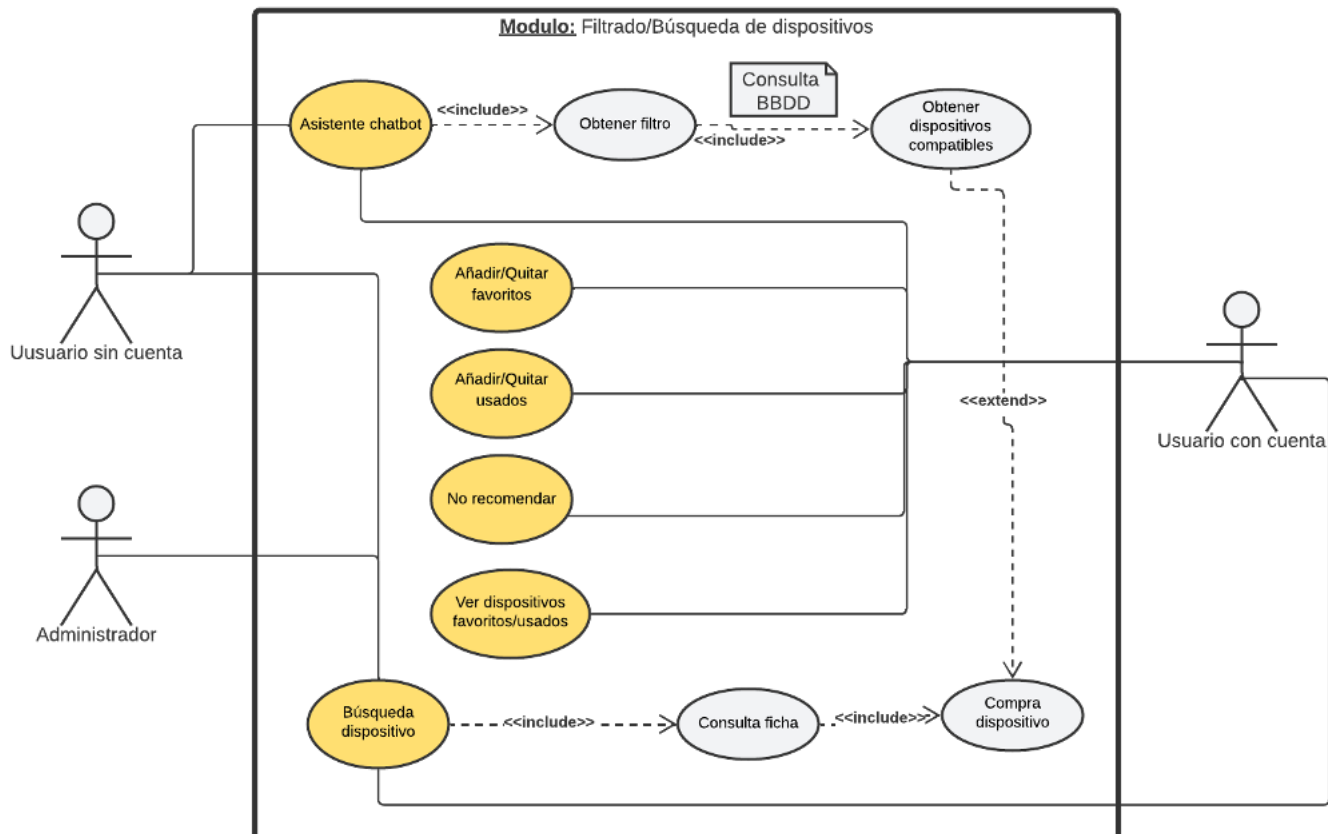 Modulo: Filtrado/Búsqueda de dispositivos
Consulta
BBDD
Asistente chatbot
<<include>>
Obtener filtro
<<include>>
Obtener
dispositivos
compatibles
Añadir/Quitar
favoritos
Uusuario sin cuenta
Añadir/Quitar
usados
<<extend>>
Usuario con cuenta
No recomendar
Ver dispositivos
favoritos/usados
Administrador
Búsqueda
dispositivo
<<include>>
Consulta ficha
<<include>>
Compra
dispositivo